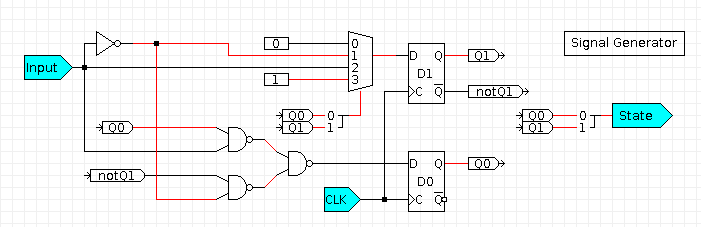 Signal Generator
0
0
1
2
3
D
Q
Q1
Input
D1
1
C
Q
notQ1
Q0
0
Q1
1
Q0
0
Q1
1
State
Q0
D
Q
Q0
notQ1
D0
CLK
C
Q